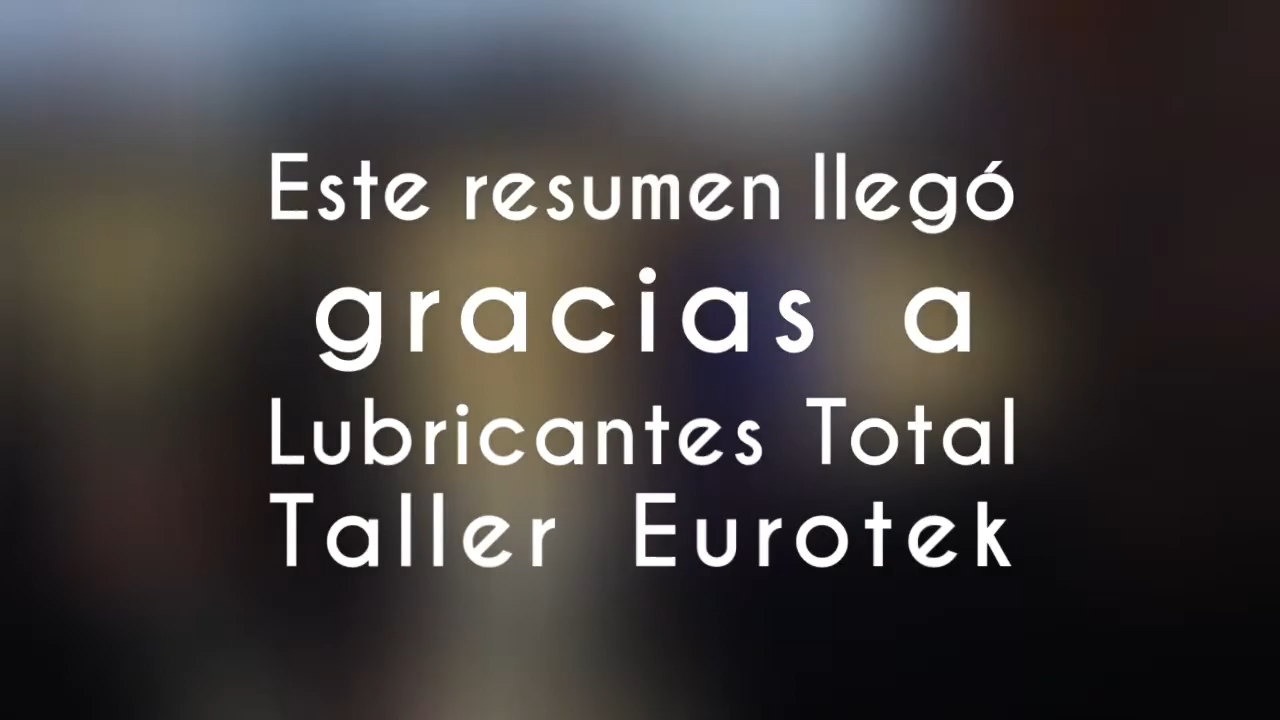 Este resumen llegó
gracias a
Lubricantes Total
Taller Eurotek